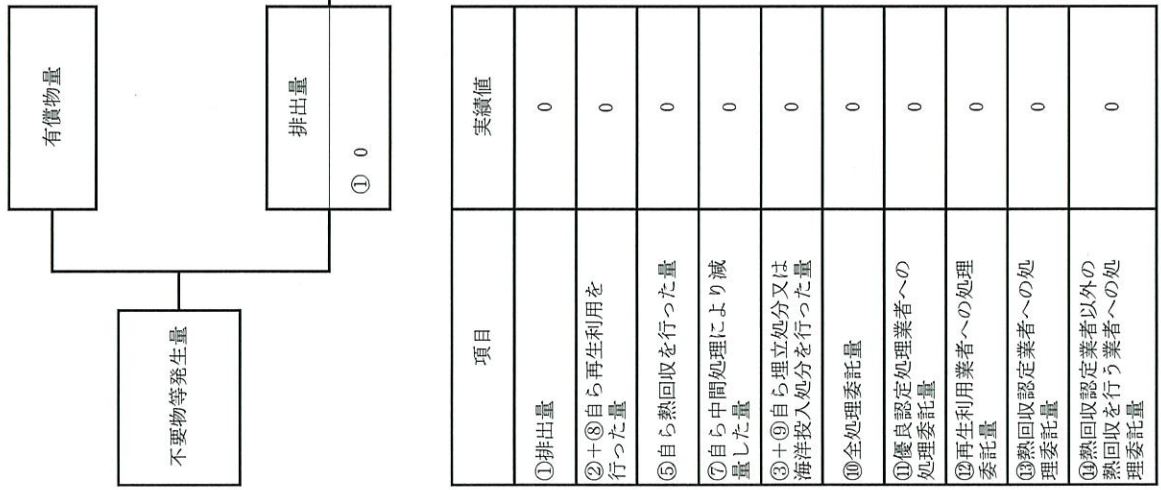 不要物等発生量
有償物量
排出量
① 0
項目
実績値
①排出量
0
②+⑧自ら再生利用を
行った量
0
⑤自ら熱回収を行った量
0
⑦自ら中間処理により減
量した量
0
③+⑨自ら埋立処分又は
海洋投入処分を行った量
0
⑩全処理委託量
0
⑪優良認定処理業者への
処理委託量
0
⑫再生利用業者への処理
委託量
0
⑬熱回収認定業者への処
理委託量
0
⑭熱回収認定業者以外の
熱回収を行う業者への処
理委託量
0